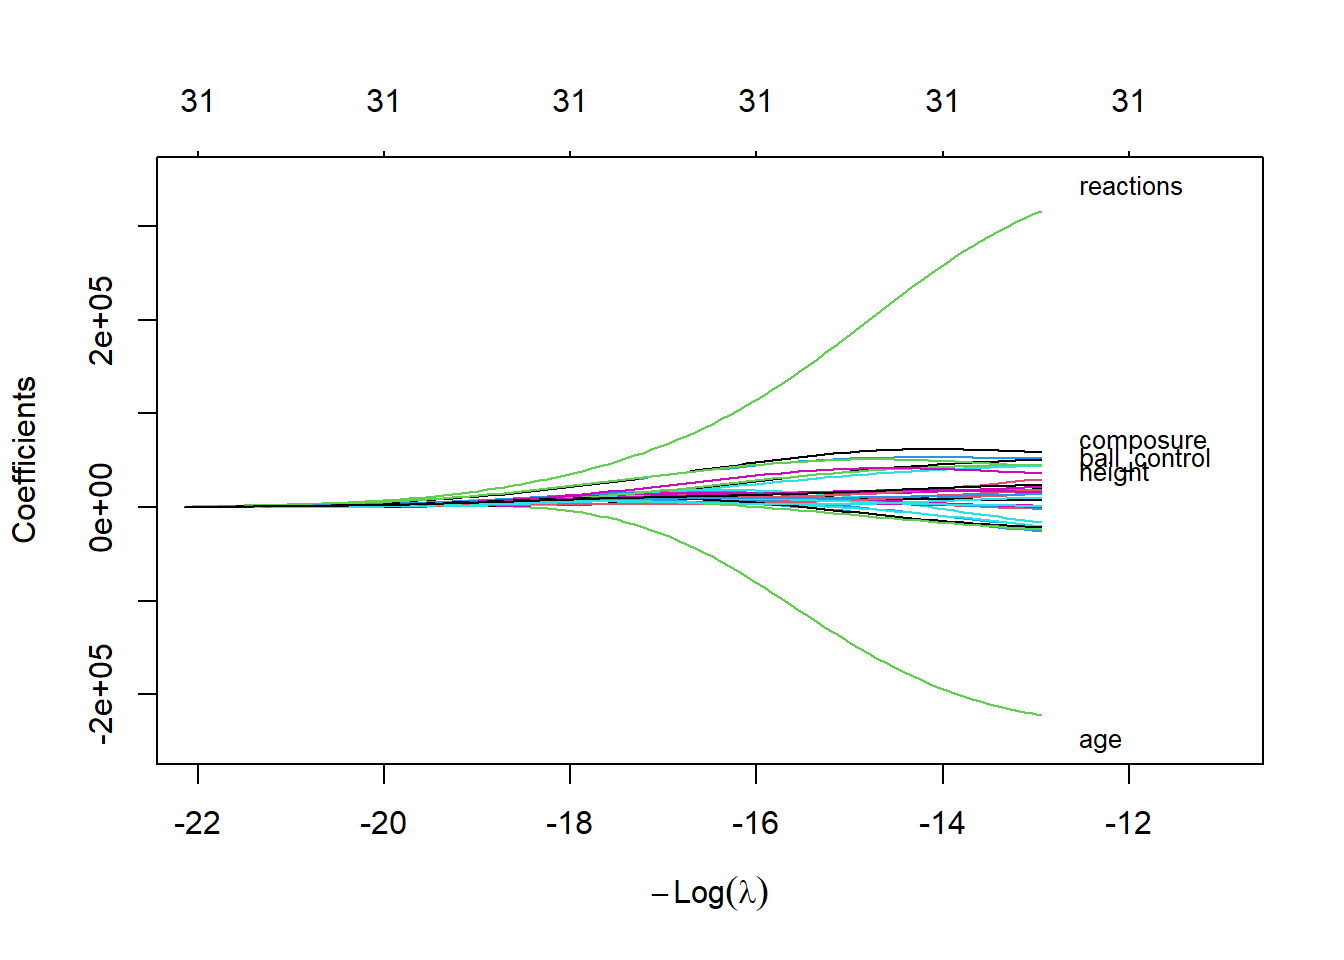 31 31 31 31 31 31
reactions
composure
ball_control
height
age
2e+05
0e+00
-2e+05
Coefficients
-22 -20 -18 -16 -14 -12
−Log(λ)